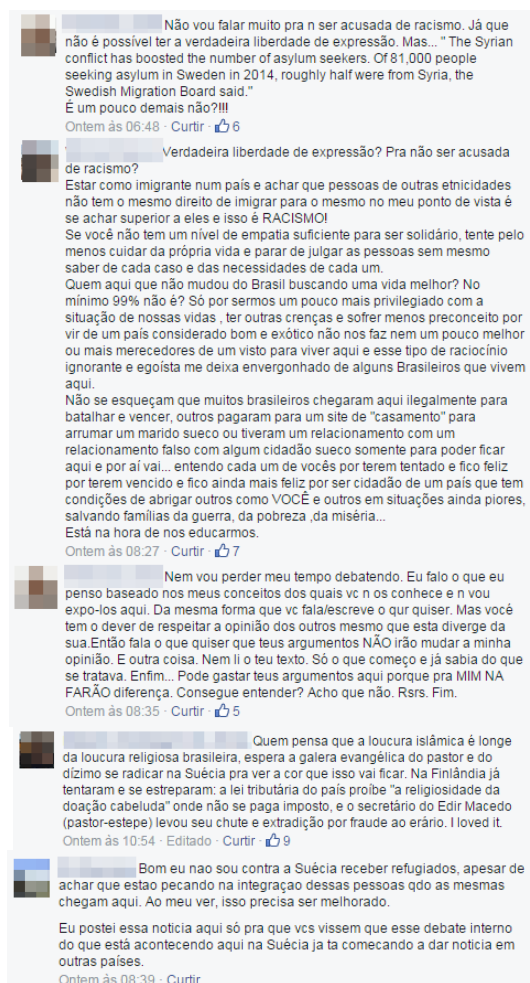 Não vou falar muito pra n ser acusada de racismo. Já que
não é possível ter a verdadeira liberdade de expressão. Mas... " The Syrian
conflict has boosted the number of asylum seekers. Of 81,000 people
seeking asylum in Sweden in 2014, roughly half were from Syria, the
Swedish Migration Board said."
É um pouco demais não?!!!
Ontem às 06:48 · Curtir · 6
Verdadeira liberdade de expressão? Pra não ser acusada
de racismo?
Estar como imigrante num país e achar que pessoas de outras etnicidades
não tem o mesmo direito de imigrar para o mesmo no meu ponto de vista é
se achar superior a eles e isso é RACISMO!
Se você não tem um nível de empatia suficiente para ser solidário, tente pelo
menos cuidar da própria vida e parar de julgar as pessoas sem mesmo
saber de cada caso e das necessidades de cada um.
Quem aqui que não mudou do Brasil buscando uma vida melhor? No
mínimo 99% não é? Só por sermos um pouco mais privilegiado com a
situação de nossas vidas , ter outras crenças e sofrer menos preconceito por
vir de um país considerado bom e exótico não nos faz nem um pouco melhor
ou mais merecedores de um visto para viver aqui e esse tipo de raciocínio
ignorante e egoísta me deixa envergonhado de alguns Brasileiros que vivem
aqui.
Não se esqueçam que muitos brasileiros chegaram aqui ilegalmente para
batalhar e vencer, outros pagaram para um site de "casamento" para
arrumar um marido sueco ou tiveram um relacionamento com um
relacionamento falso com algum cidadão sueco somente para poder ficar
aqui e por aí vai... entendo cada um de vocês por terem tentado e fico feliz
por terem vencido e fico ainda mais feliz por ser cidadão de um país que tem
condições de abrigar outros como VOCÊ e outros em situações ainda piores,
salvando famílias da guerra, da pobreza ,da miséria...
Está na hora de nos educarmos.
Ontem às 08:27 · Curtir · 7
Nem vou perder meu tempo debatendo. Eu falo o que eu
penso baseado nos meus conceitos dos quais vc n os conhece e n vou
expo-los aqui. Da mesma forma que vc fala/escreve o qur quiser. Mas você
tem o dever de respeitar a opinião dos outros mesmo que esta diverge da
sua.Então fala o que quiser que teus argumentos NÃO irão mudar a minha
opinião. E outra coisa. Nem li o teu texto. Só o que começo e já sabia do que
se tratava. Enfim... Pode gastar teus argumentos aqui porque pra MIM NA
FARÃO diferença. Consegue entender? Acho que não. Rsrs. Fim.
Ontem às 08:35 · Curtir · 5
Quem pensa que a loucura islâmica é longe
da loucura religiosa brasileira, espera a galera evangélica do pastor e do
dízimo se radicar na Suécia pra ver a cor que isso vai ficar. Na Finlândia já
tentaram e se estreparam: a lei tributária do país proíbe "a religiosidade da
doação cabeluda" onde não se paga imposto, e o secretário do Edir Macedo
(pastor-estepe) levou seu chute e extradição por fraude ao erário. I loved it.
Ontem às 10:54 · Editado · Curtir · 9
Bom eu nao sou contra a Suécia receber refugiados, apesar de
achar que estao pecando na integraçao dessas pessoas qdo as mesmas
chegam aqui. Ao meu ver, isso precisa ser melhorado.
Eu postei essa noticia aqui só pra que vcs vissem que esse debate interno
do que está acontecendo aqui na Suécia ja ta comecando a dar noticia em
outras países.
Ontem às 08:39 · Curtir